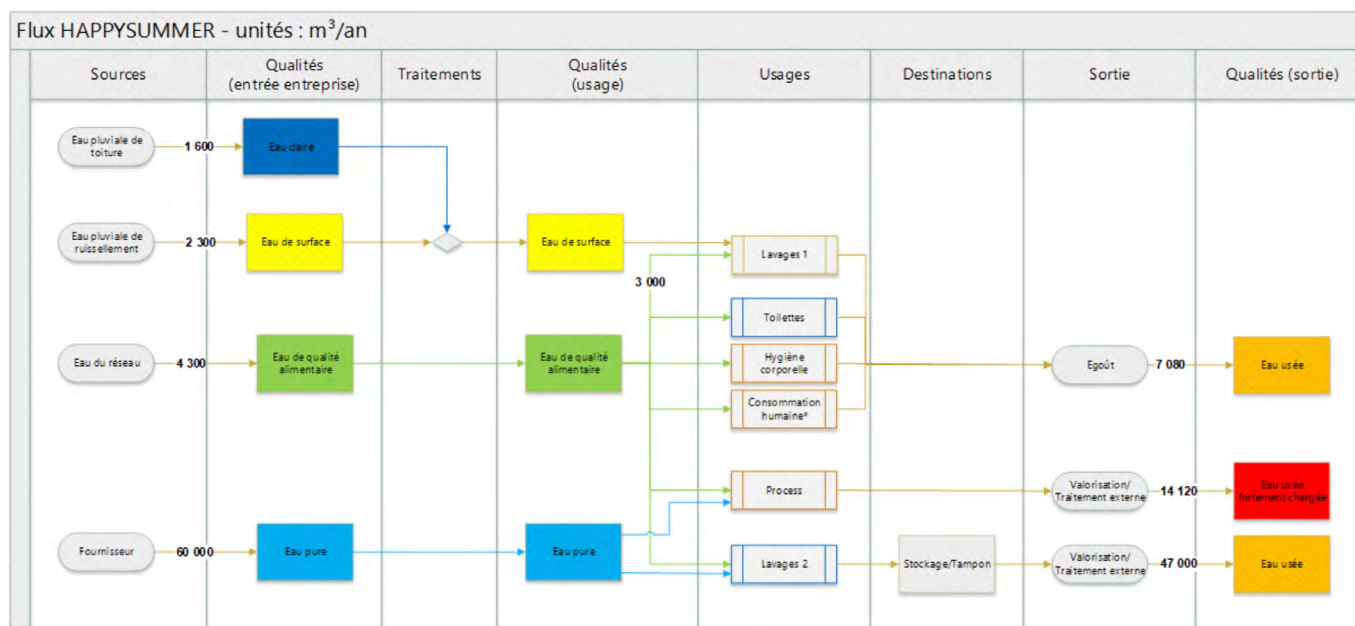 Flux HAPPYSUMMER - unités : m³/an
Sources
Qualités
(entrée entreprise)
Traitements
Qualités
(usage)
Usages
Destinations
Sortie
Qualités (sortie)
Eau pluviale de
toiture
1 600
Eau claire
Eau pluviale de
ruissellement
2 300
Eau de surface
Eau de surface
Lavages 1
3 000
Toilettes
Eau du réseau
4 300
Eau de qualité
alimentaire
Eau de qualité
alimentaire
Hygiène
corporelle
Egoût
7 080
Eau usée
Consommation
humaine*
Process
Valorisation/
Traitement externe
14 120
Eau usée
fortement chargée
Fournisseur
60 000
Eau pure
Eau pure
Lavages 2
Stockage/Tampon
Valorisation/
Traitement externe
47 000
Eau usée